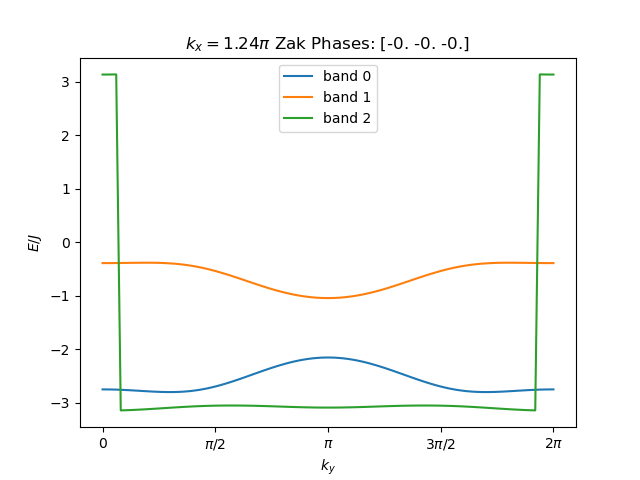 $k_x = 1.24\pi$ Zak Phases: [-0. -0. -0.]
band 0
band 1
band 2
3
2
1
0
−1
−2
−3
E/J
0 π/2 π 3π/2 2π
$k_y$